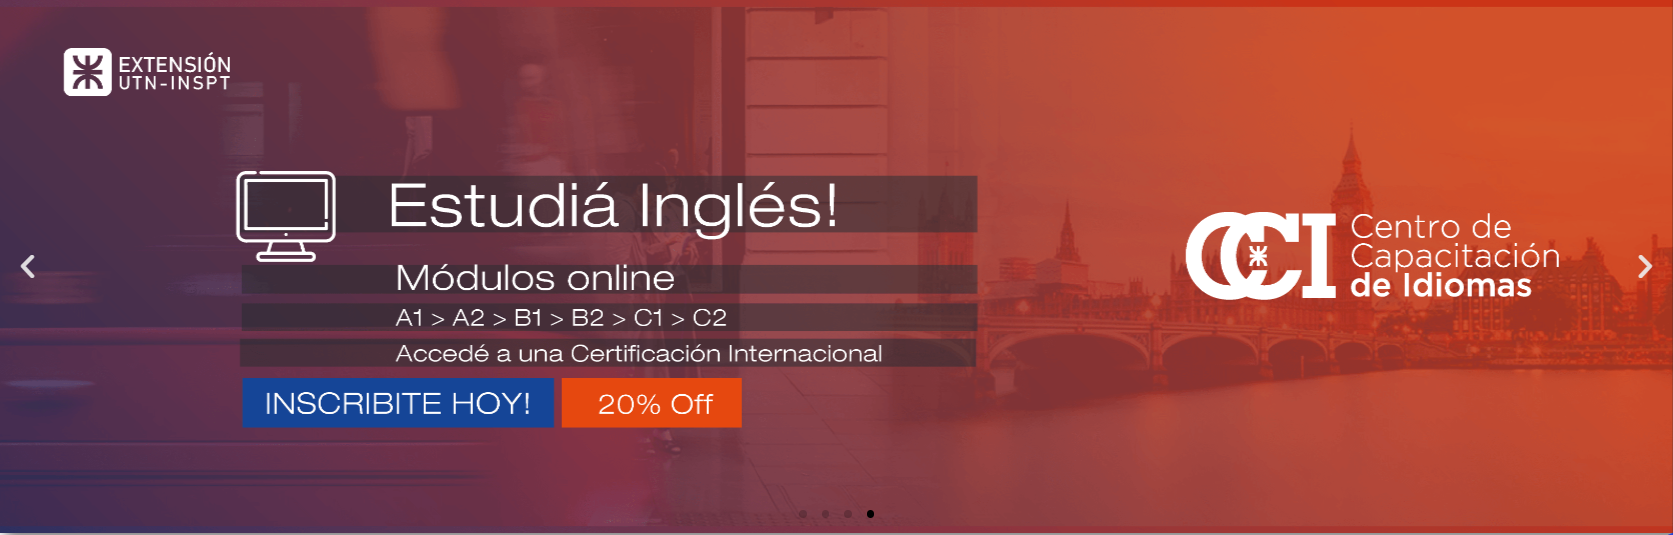 EXTENSIÓN
UTN-INSPT
Estudiá Inglés!
Módulos online
A1 > A2 > B1 > B2 > C1 > C2
Accedé a una Certificación Internacional
INSCRIBITE HOY!
20% Off
CCI
Centro de
Capacitación
de Idiomas